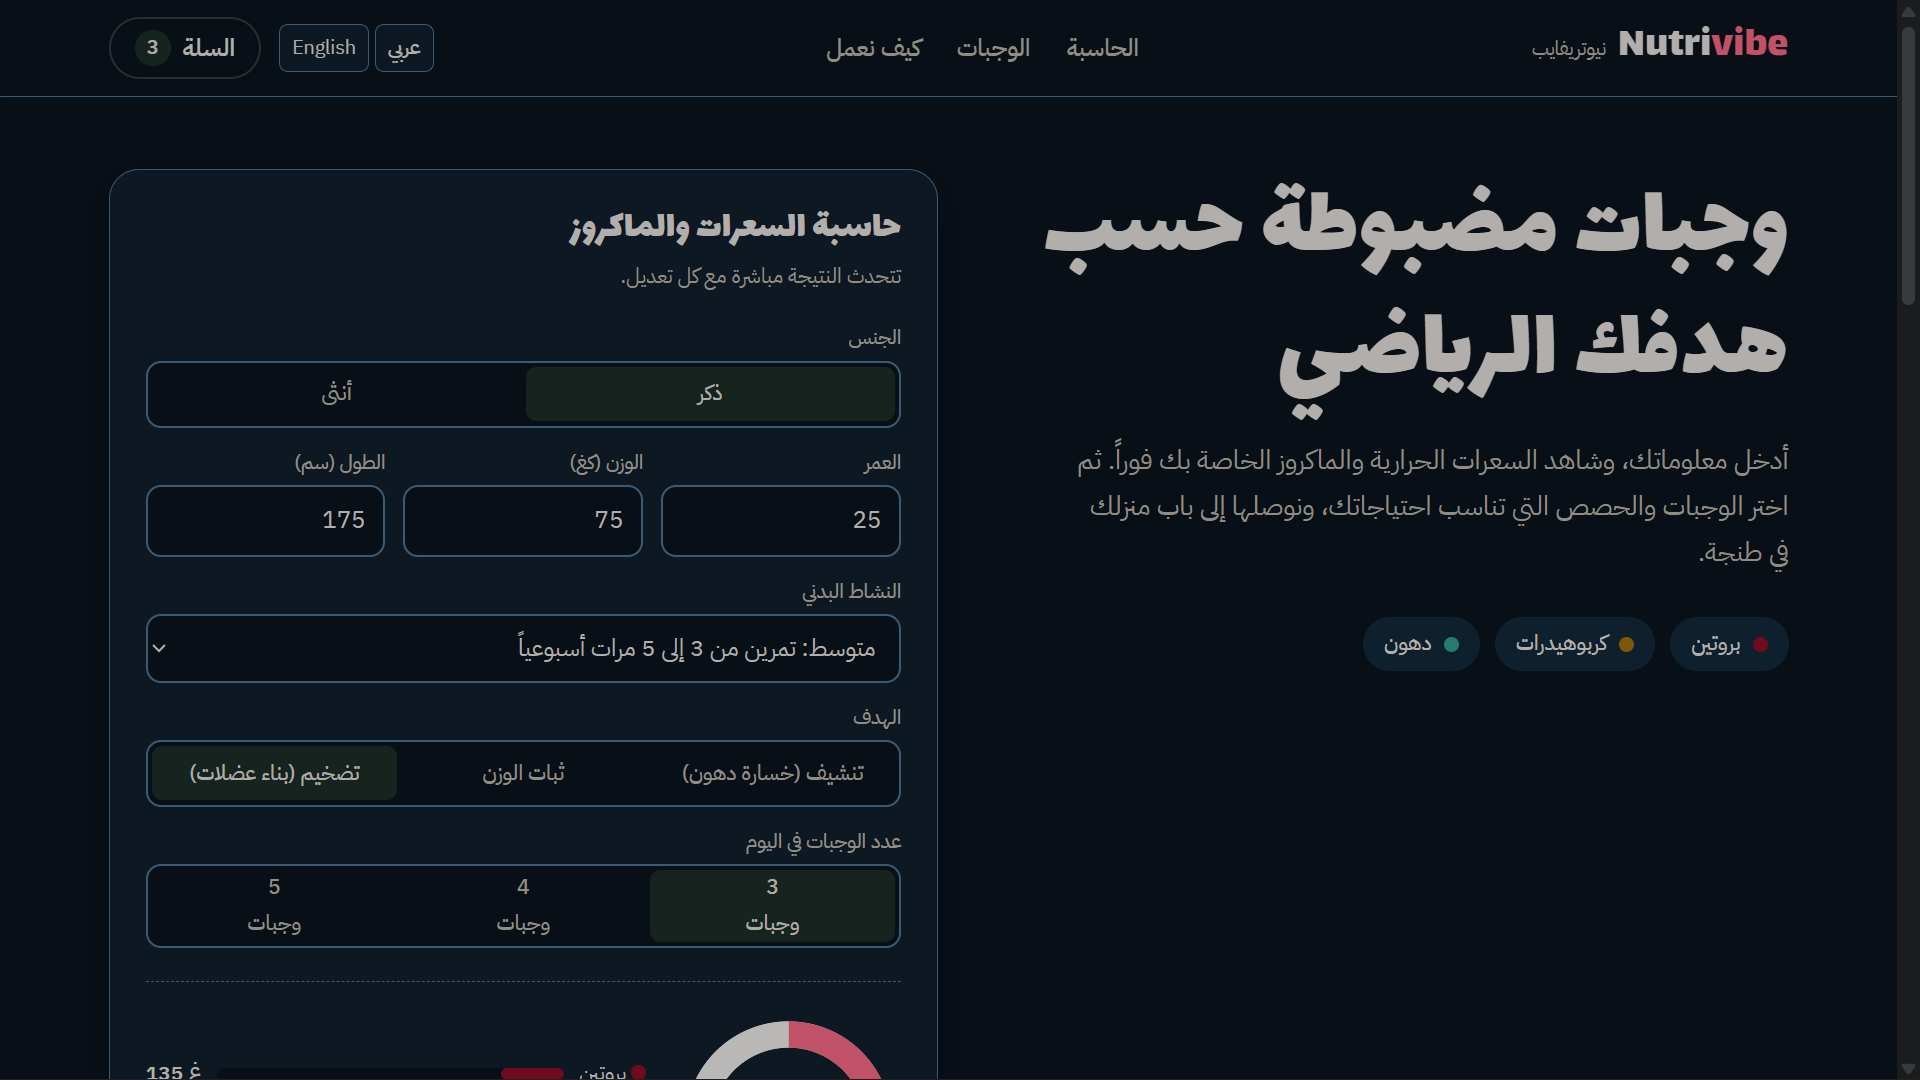 Nutrivibe نيوتريفايب
الحاسبة
الوجبات
كيف نعمل
عربي
English
السلة 3
وجبات مضبوطة حسب
هدفك الرياضي
أدخل معلوماتك، وشاهد السعرات الحرارية والماكروز الخاصة بك فوراً. ثم
اختر الوجبات والحصص التي تناسب احتياجاتك، ونوصلها إلى باب منزلك
في طنجة.
بروتين
كربوهيدرات
دهون
حاسبة السعرات والماكروز
تتحدث النتيجة مباشرة مع كل تعديل.
الجنس
ذكر
أنثى
العمر
الوزن (كغ)
الطول (سم)
25
75
175
النشاط البدني
متوسط: تمرين من 3 إلى 5 مرات أسبوعياً
الهدف
تنشيف (خسارة دهون)
ثبات الوزن
تضخيم (بناء عضلات)
عدد الوجبات في اليوم
3
وجبات
4
وجبات
5
وجبات
بروتين
135 غ